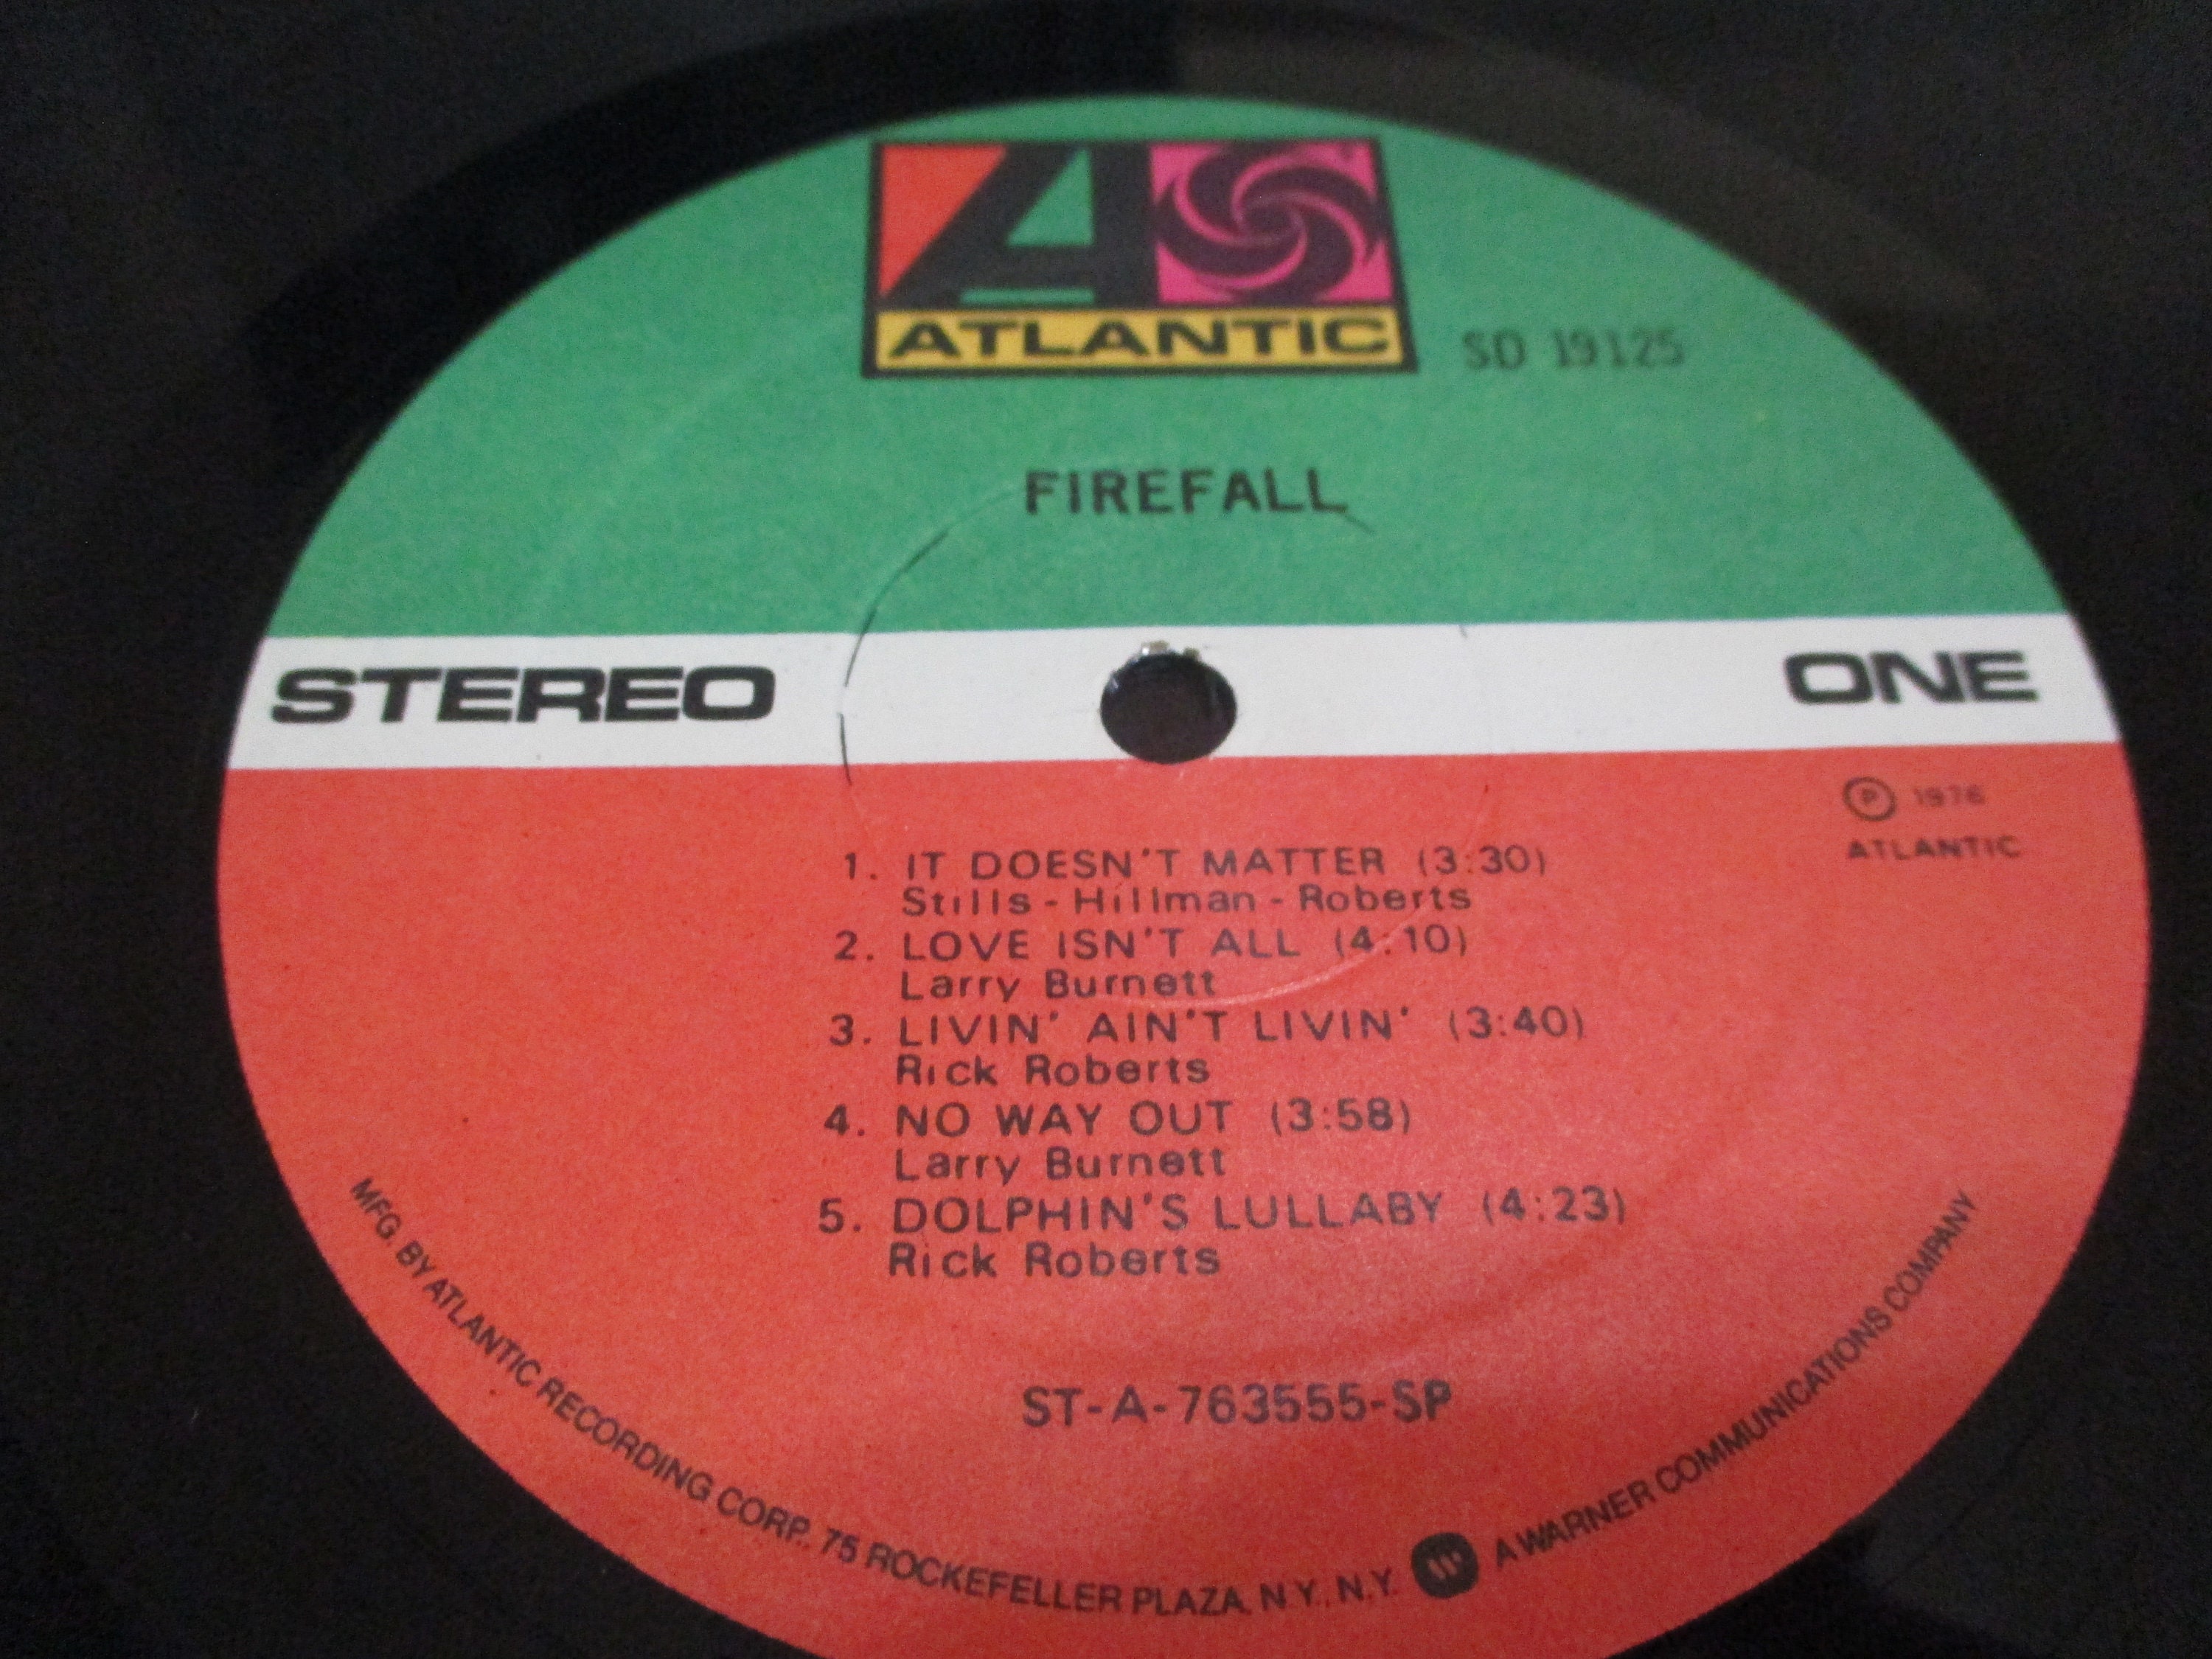 ATLANTIC
SD 19125
FIREFALL
STEREO
ONE
Ⓟ 1976
ATLANTIC
1. IT DOESN'T MATTER (3:30)
Stills - Hillman - Roberts
2. LOVE ISN'T ALL (4:10)
Larry Burnett
3. LIVIN' AIN'T LIVIN' (3:40)
Rick Roberts
4. NO WAY OUT (3:58)
Larry Burnett
5. DOLPHIN'S LULLABY (4:23)
Rick Roberts
ST-A-763555-SP
MFG. BY ATLANTIC RECORDING CORP., 75 ROCKEFELLER PLAZA, N.Y., N.Y. W A WARNER COMMUNICATIONS COMPANY